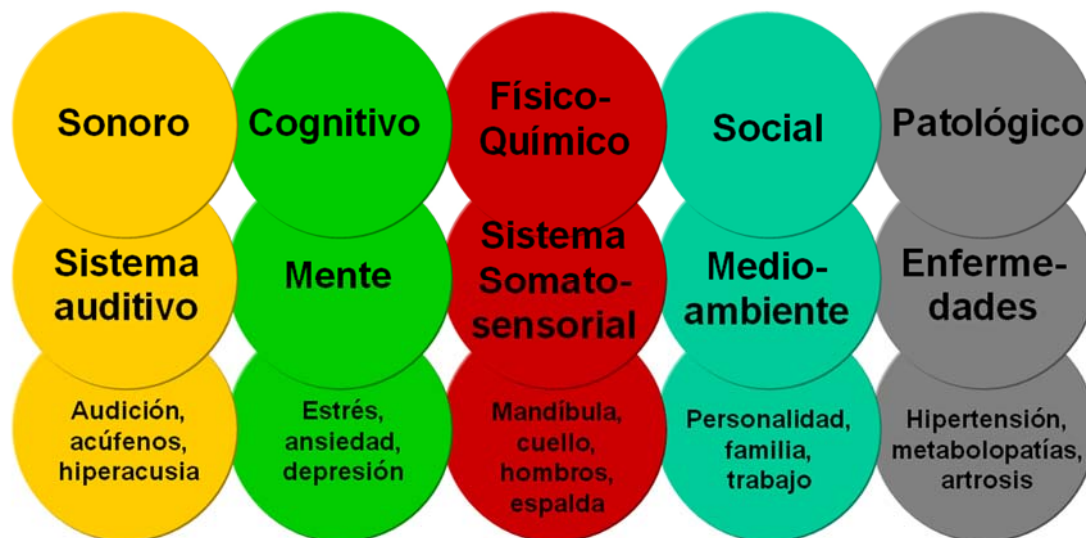 Sonoro
Cognitivo
Físico-
Químico
Social
Patológico
Sistema
auditivo
Mente
Sistema
Somato-
sensorial
Medio-
ambiente
Enferme-
dades
Audición,
acúfenos,
hiperacusia
Estrés,
ansiedad,
depresión
Mandíbula,
cuello,
hombros,
espalda
Personalidad,
familia,
trabajo
Hipertensión,
metabolopatías,
artrosis